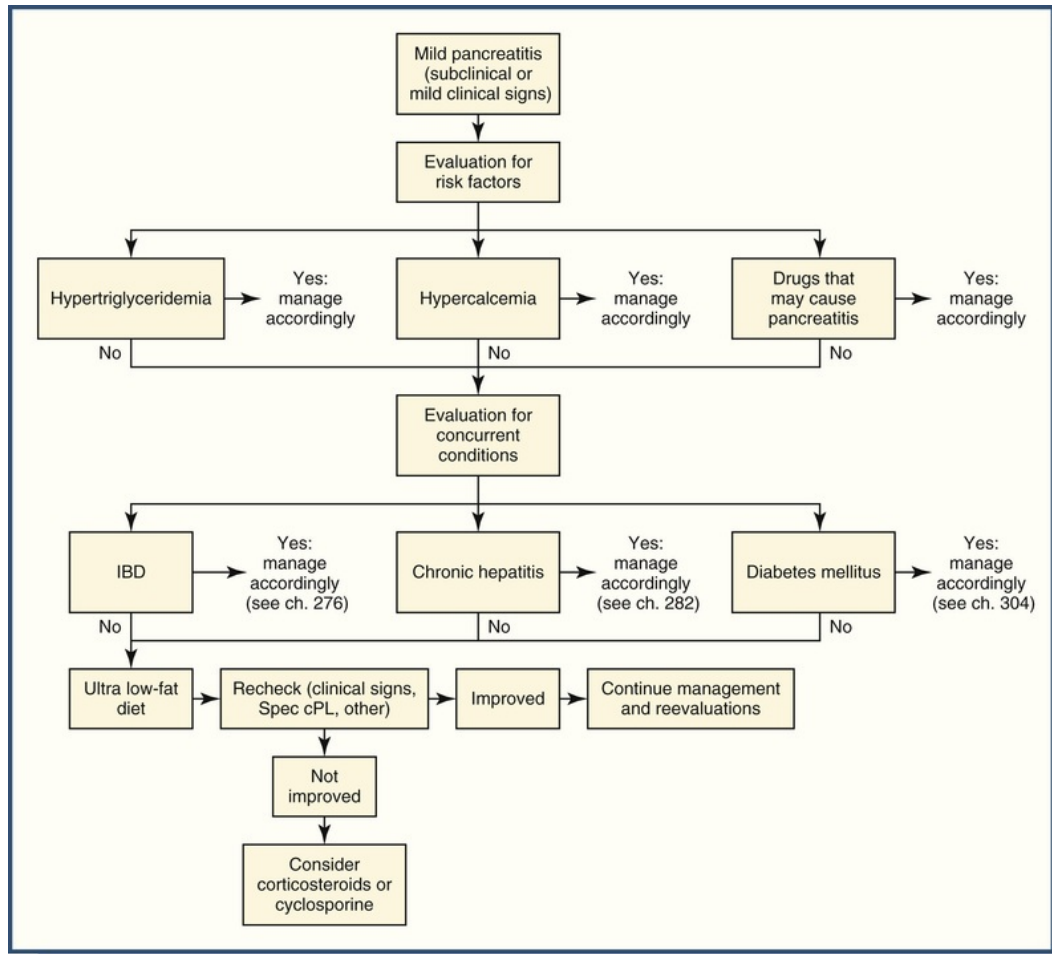 Mild pancreatitis
(subclinical or
mild clinical signs)
Evaluation for
risk factors
Hypertriglyceridemia
Yes:
manage
accordingly
Hypercalcemia
Yes:
manage
accordingly
Drugs that
may cause
pancreatitis
Yes:
manage
accordingly
No
No
No
Evaluation for
concurrent
conditions
IBD
Yes:
manage
accordingly
(see ch. 276)
Chronic hepatitis
Yes:
manage
accordingly
(see ch. 282)
Diabetes mellitus
Yes:
manage
accordingly
(see ch. 304)
No
No
No
Ultra low-fat
diet
Recheck (clinical signs,
Spec cPL, other)
Improved
Continue management
and reevaluations
Not
improved
Consider
corticosteroids or
cyclosporine